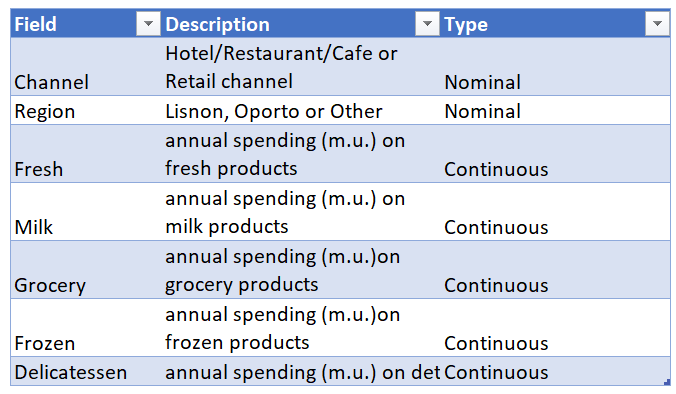 Field Description Type
Hotel/Restaurant/Cafe or
Channel Retail channel Nominal
Region Lisnon, Oporto or Other Nominal
annual spending (m.u.) on
Fresh fresh products Continuous
annual spending (m.u.) on
Milk milk products Continuous
annual spending (m.u.)on
Grocery grocery products Continuous
annual spending (m.u.)on
Frozen frozen products Continuous
Delicatessen annual spending (m.u.) on det Continuous